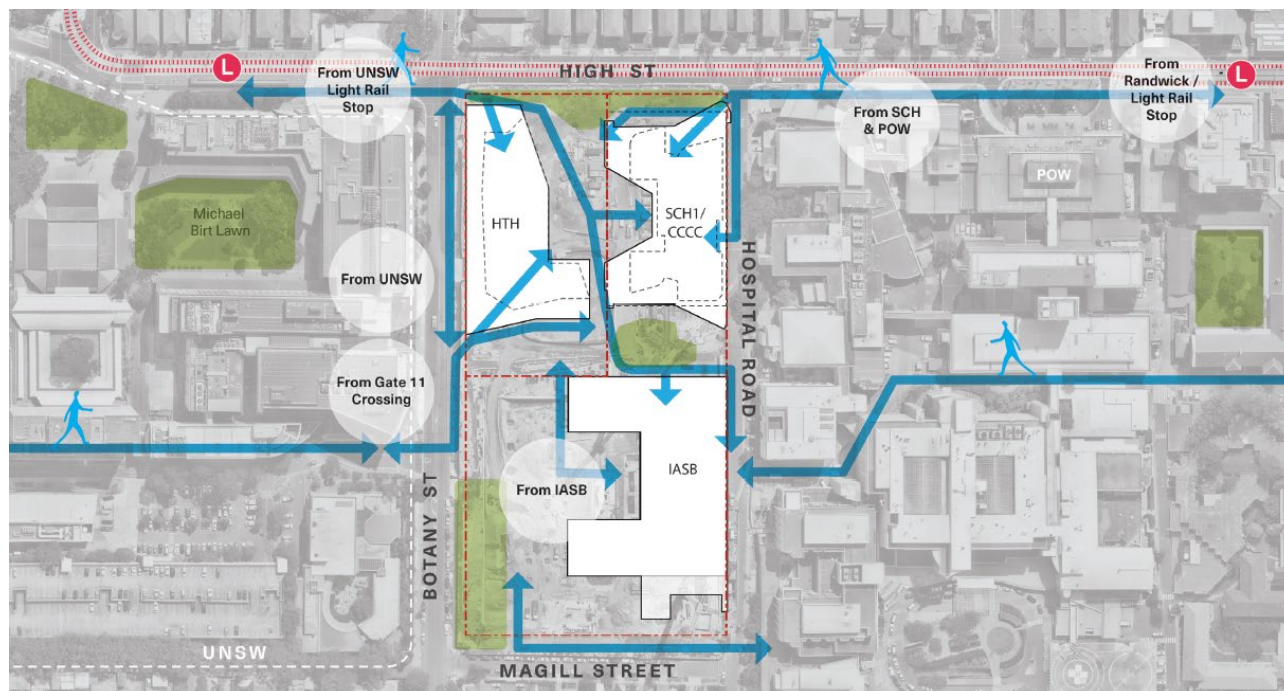 L
From UNSW
Light Rail
Stop
HIGH ST
From SCH
& POW
From
Randwick /
Light Rail
Stop
L
POW
Michael
Birt Lawn
HTH
SCH1/
CCCC
From UNSW
HOSPITAL ROAD
From Gate 11
Crossing
From IASB
IASB
BOTANY ST
UNSW
MAGILL STREET